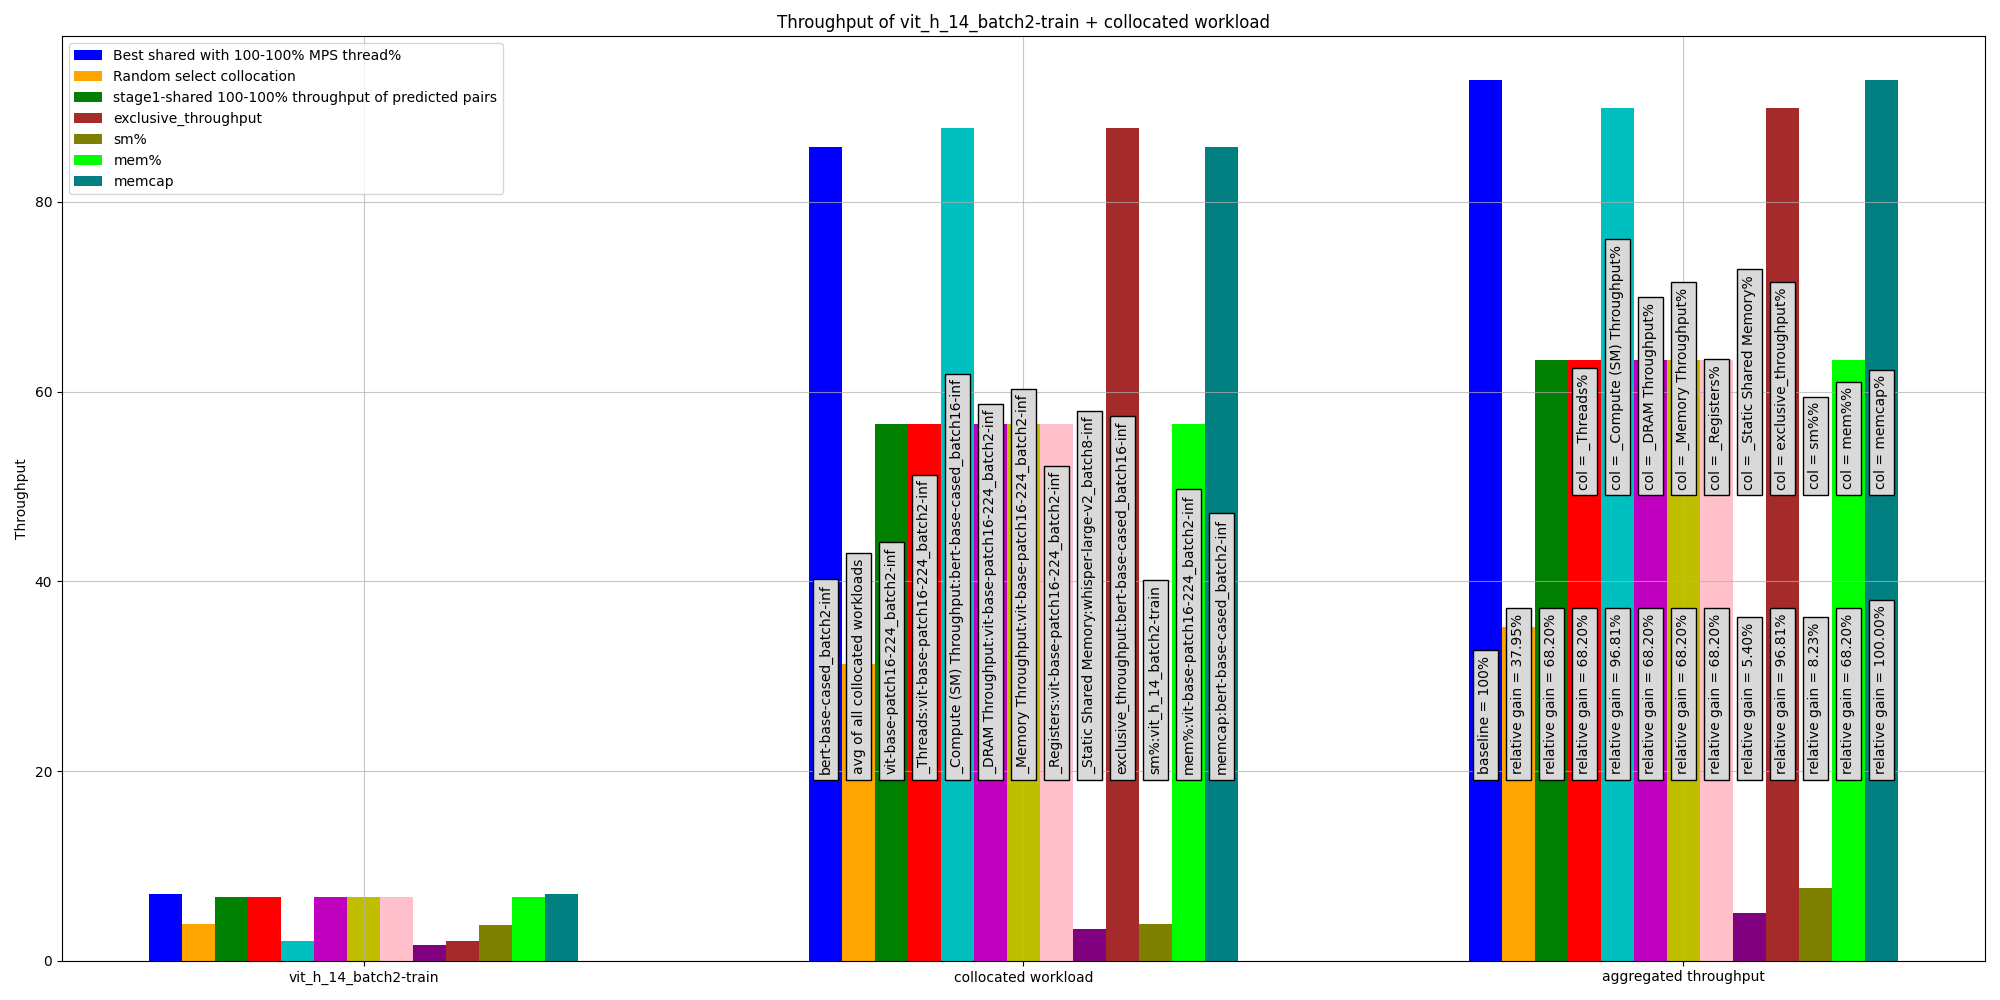 Throughput of vit_h_14_batch2-train + collocated workload
Best shared with 100-100% MPS thread%
Random select collocation
stage1-shared 100-100% throughput of predicted pairs
exclusive_throughput
sm%
mem%
memcap
Throughput
80
60
40
20
0
bert-base-cased_batch2-inf
avg of all collocated workloads
vit-base-patch16-224_batch2-inf
_Threads:vit-base-patch16-224_batch2-inf
_Compute (SM) Throughput:bert-base-cased_batch16-inf
_DRAM Throughput:vit-base-patch16-224_batch2-inf
_Memory Throughput:vit-base-patch16-224_batch2-inf
_Registers:vit-base-patch16-224_batch2-inf
_Static Shared Memory:whisper-large-v2_batch8-inf
exclusive_throughput:bert-base-cased_batch16-inf
sm%:vit_h_14_batch2-train
mem%:vit-base-patch16-224_batch2-inf
memcap:bert-base-cased_batch2-inf
col = _Threads%
col = _Compute (SM) Throughput%
col = _DRAM Throughput%
col = _Memory Throughput%
col = _Registers%
col = _Static Shared Memory%
col = exclusive_throughput%
col = sm%%
col = mem%%
col = memcap%
baseline = 100%
relative gain = 37.95%
relative gain = 68.20%
relative gain = 68.20%
relative gain = 96.81%
relative gain = 68.20%
relative gain = 68.20%
relative gain = 68.20%
relative gain = 5.40%
relative gain = 96.81%
relative gain = 8.23%
relative gain = 68.20%
relative gain = 100.00%
vit_h_14_batch2-train
collocated workload
aggregated throughput